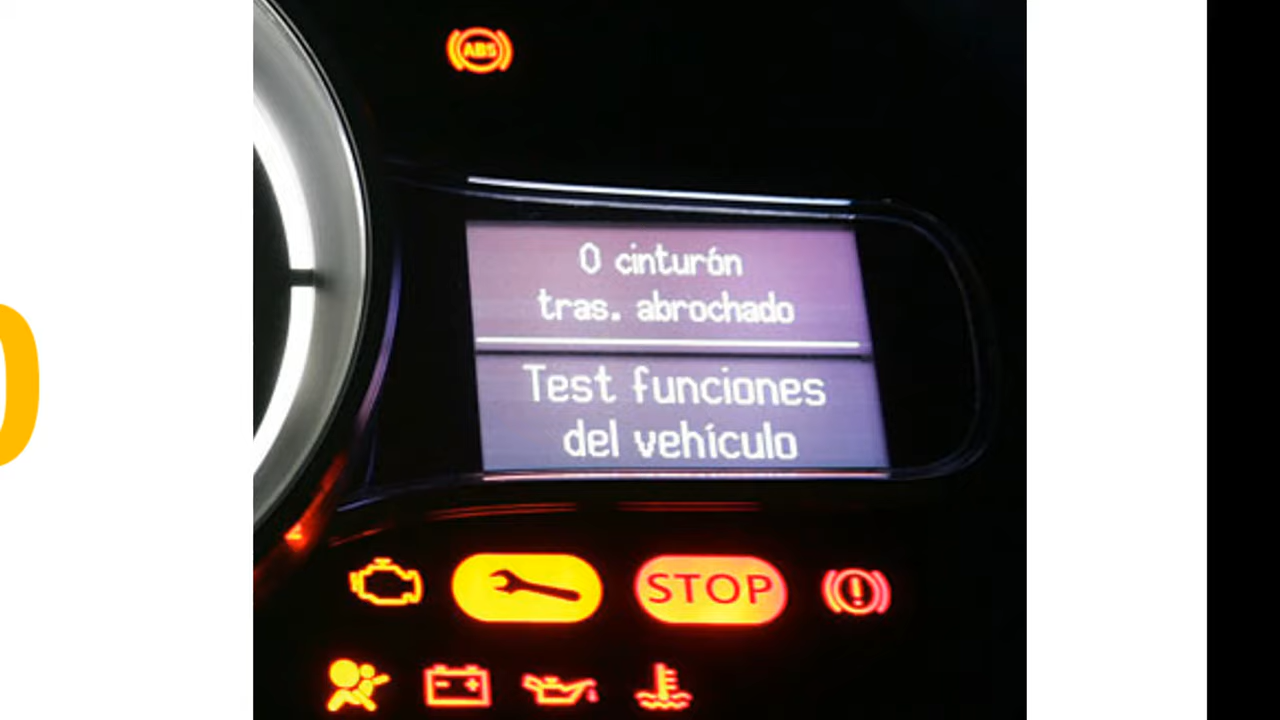 ABS
0 cinturón
tras. abrochado
Test funciones
del vehículo
STOP